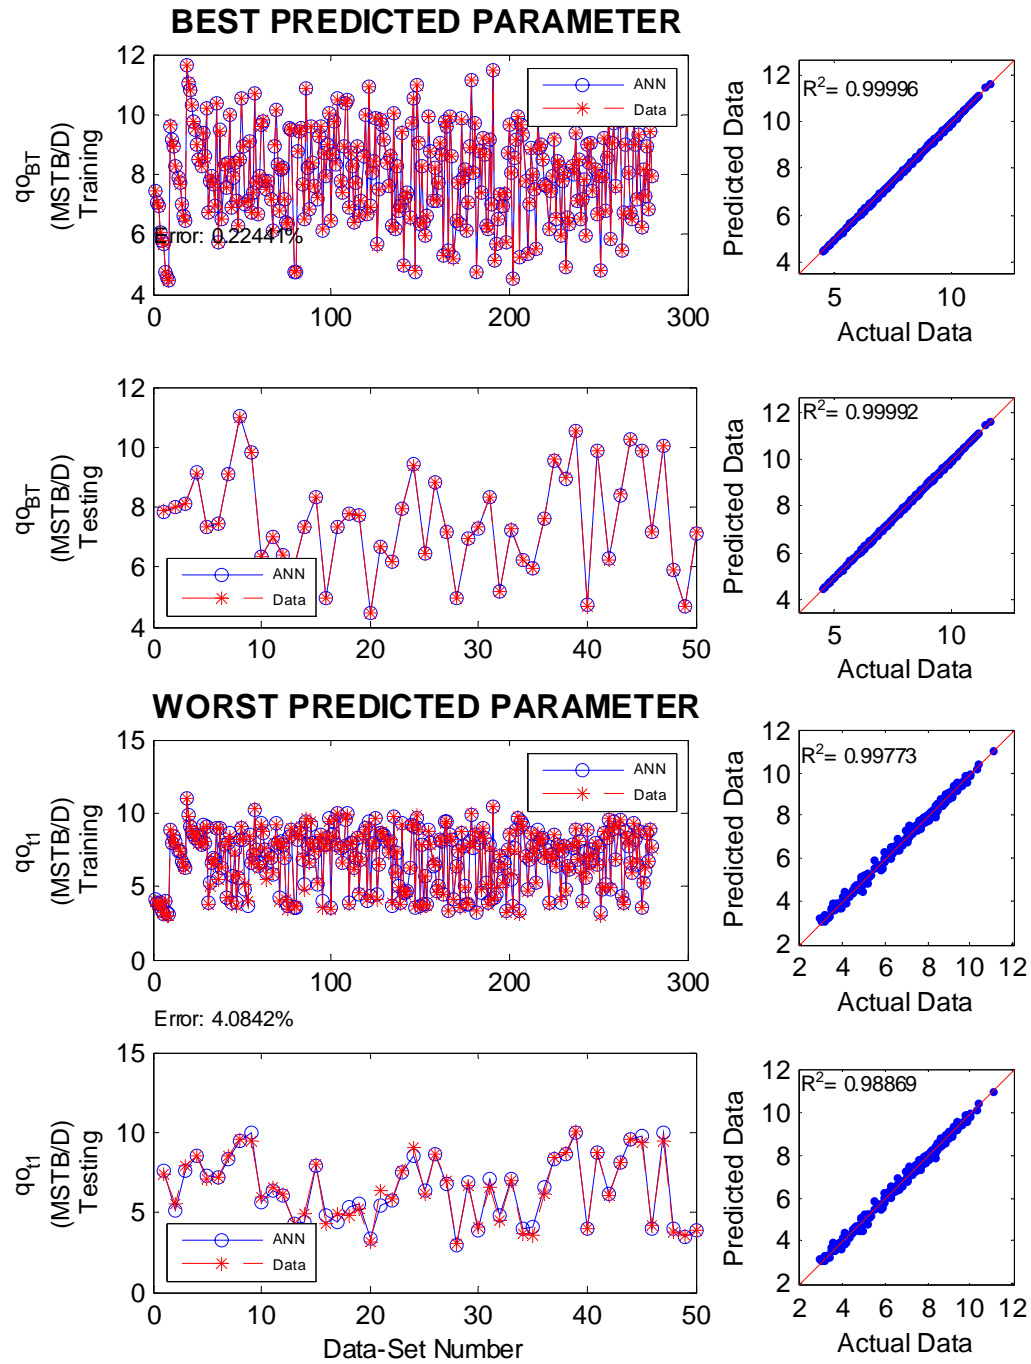 BEST PREDICTED PARAMETER
12
10
8
6
4
qo_BT
(MSTB/D)
Training
ANN
Data
Error: 0.22441%
0 100 200 300
12
10
8
6
4
Predicted Data
R²= 0.99996
5 10
Actual Data
12
10
8
6
4
qo_BT
(MSTB/D)
Testing
ANN
Data
0 10 20 30 40 50
12
10
8
6
4
Predicted Data
R²= 0.99992
5 10
Actual Data
WORST PREDICTED PARAMETER
15
10
5
0
qo_t1
(MSTB/D)
Training
ANN
Data
0 100 200 300
Error: 4.0842%
12
10
8
6
4
2
Predicted Data
R²= 0.99773
2 4 6 8 10 12
Actual Data
15
10
5
0
qo_t1
(MSTB/D)
Testing
ANN
Data
0 10 20 30 40 50
Data-Set Number
12
10
8
6
4
2
Predicted Data
R²= 0.98869
2 4 6 8 10 12
Actual Data